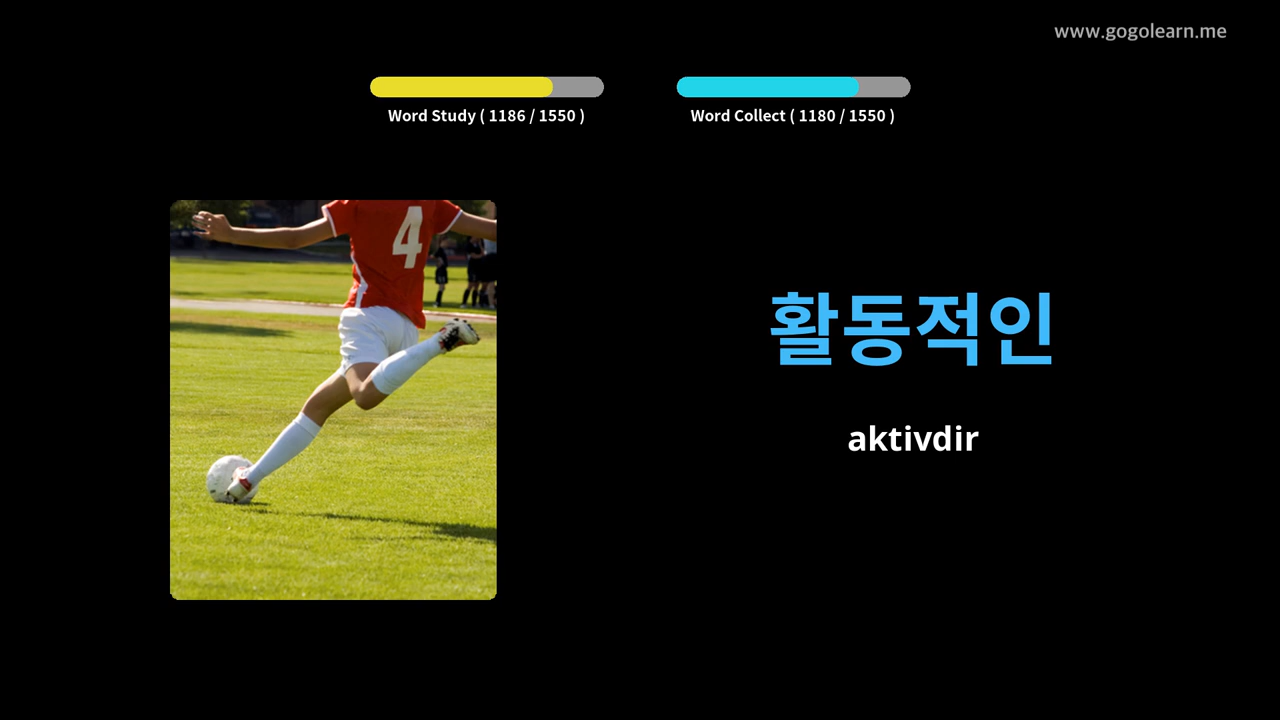 www.gogolearn.me
Word Study ( 1186 / 1550 )
Word Collect ( 1180 / 1550 )
4
활동적인
aktivdir